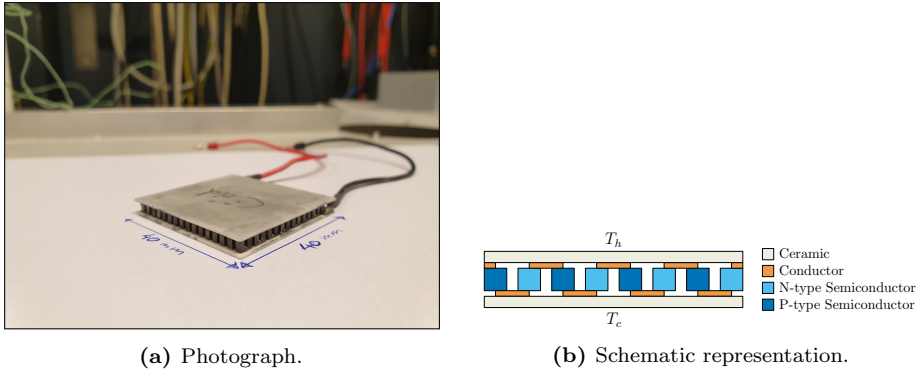 40 mm
40 mm
(a) Photograph.
T_h
T_c
Ceramic
Conductor
N-type Semiconductor
P-type Semiconductor
(b) Schematic representation.